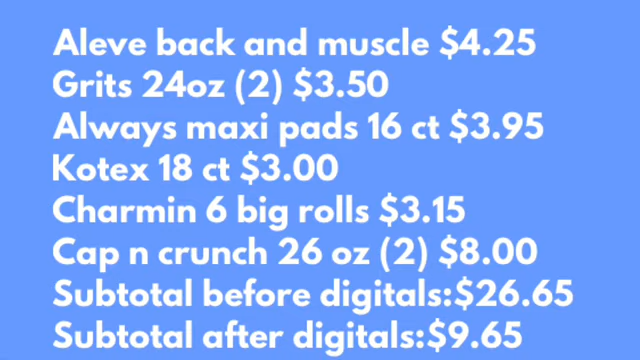 Aleve back and muscle $4.25
Grits 24oz (2) $3.50
Always maxi pads 16 ct $3.95
Kotex 18 ct $3.00
Charmin 6 big rolls $3.15
Cap n crunch 26 oz (2) $8.00
Subtotal before digitals:$26.65
Subtotal after digitals:$9.65